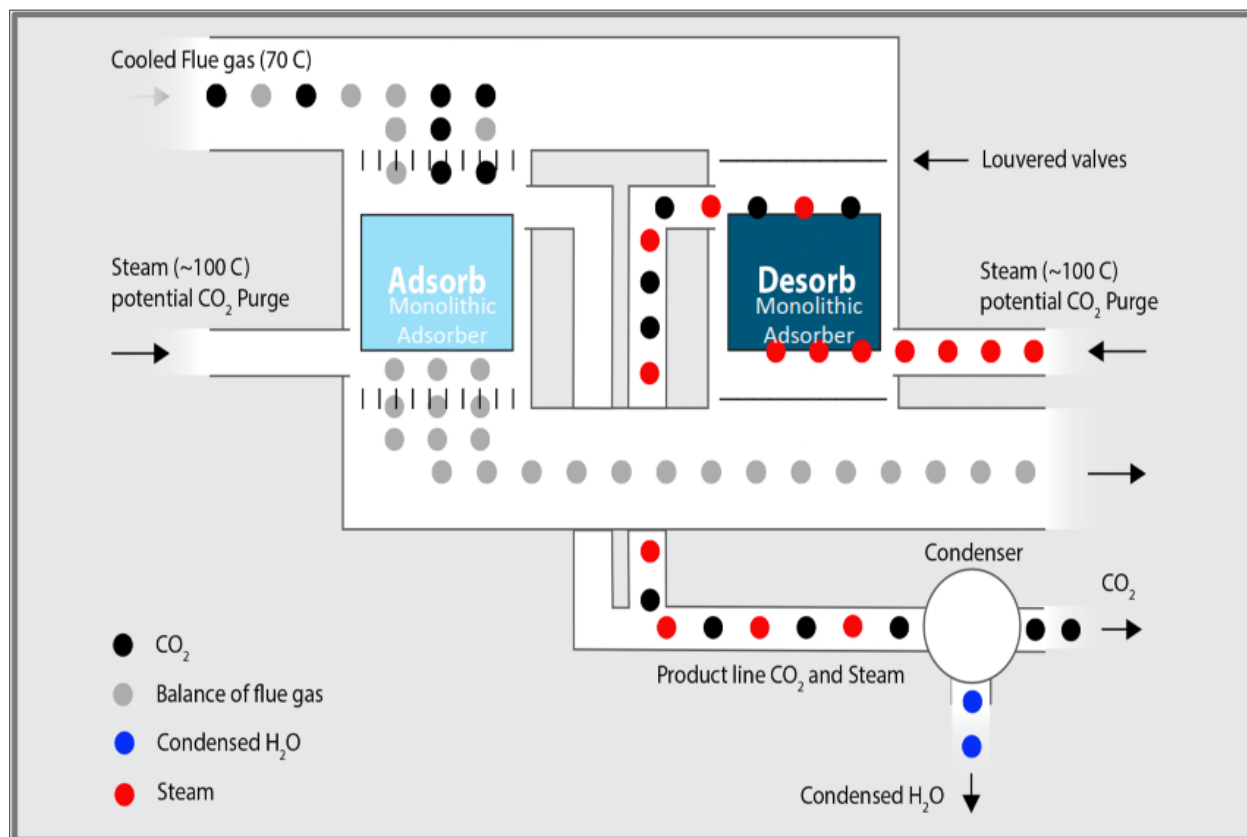 Cooled Flue gas (70 C)
Louvered valves
Steam (~100 C)
potential CO₂ Purge
Adsorb
Monolithic
Adsorber
Desorb
Monolithic
Adsorber
Steam (~100 C)
potential CO₂ Purge
Condenser
CO₂
Product line CO₂ and Steam
Condensed H₂O
CO₂
Balance of flue gas
Condensed H₂O
Steam